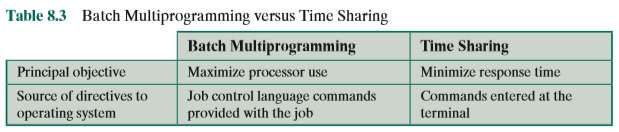 Table 8.3 Batch Multiprogramming versus Time Sharing
Batch Multiprogramming Time Sharing
Principal objective Maximize processor use Minimize response time
Source of directives to Job control language commands Commands entered at the
operating system provided with the job terminal